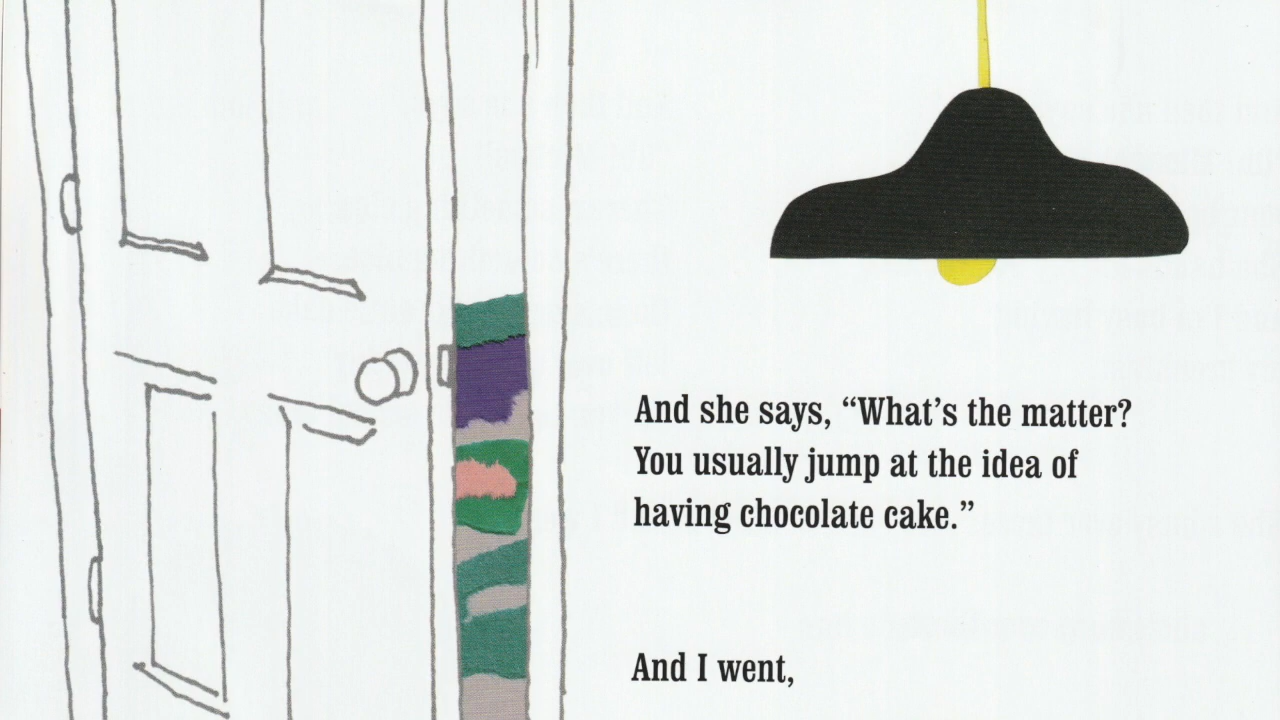 And she says, “What’s the matter?
You usually jump at the idea of
having chocolate cake.”
And I went,